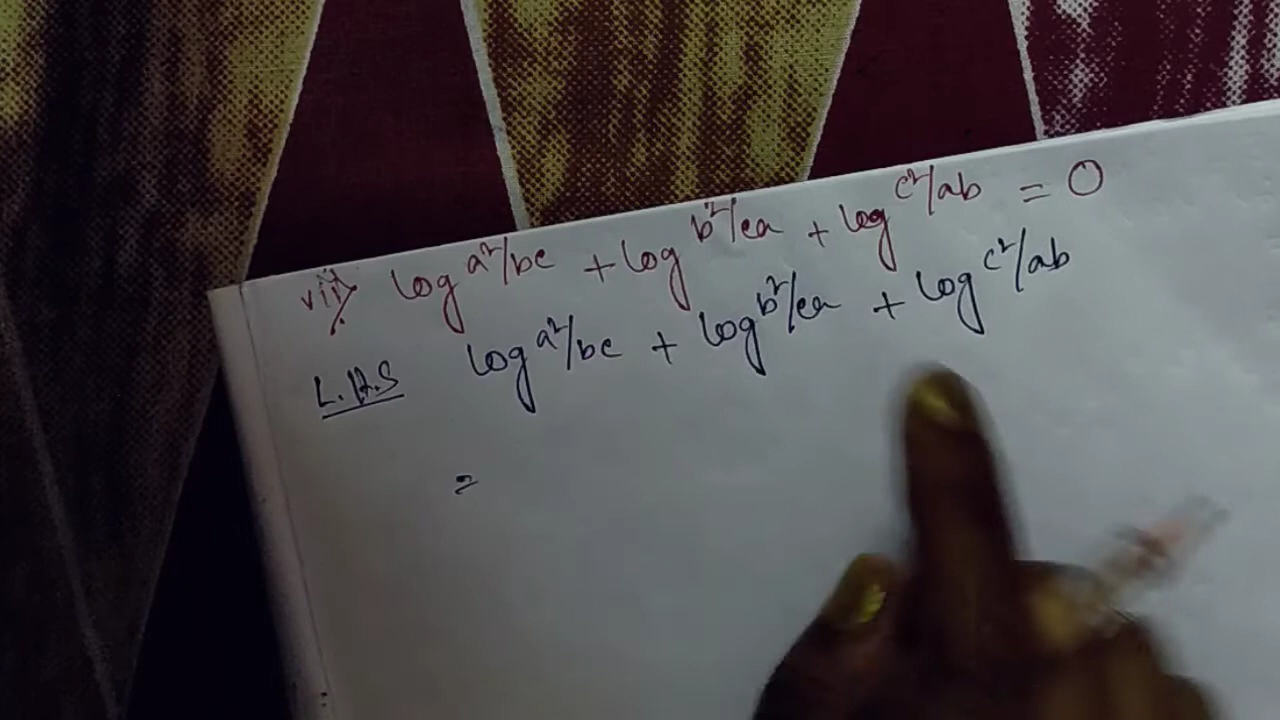 vii) log a²/bc + log b²/ca + log c²/ab = 0
L.H.S log a²/bc + log b²/ca + log c²/ab
=